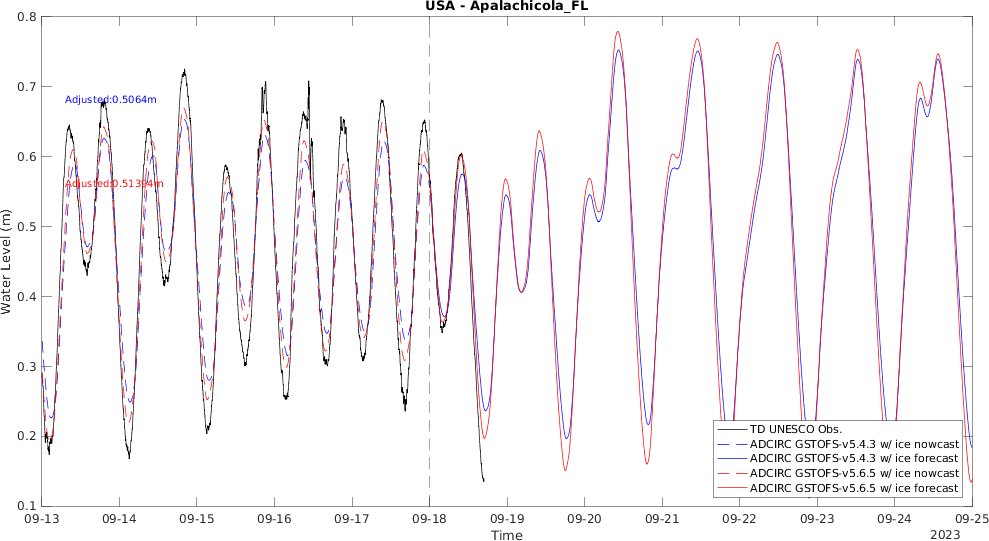 USA - Apalachicola_FL
0.8
0.7
0.6
0.5
0.4
0.3
0.2
0.1
Water Level (m)
Adjusted:0.5064m
Adjusted:0.51394m
TD UNESCO Obs.
ADCIRC GSTOFS-v5.4.3 w/ ice nowcast
ADCIRC GSTOFS-v5.4.3 w/ ice forecast
ADCIRC GSTOFS-v5.6.5 w/ ice nowcast
ADCIRC GSTOFS-v5.6.5 w/ ice forecast
09-13 09-14 09-15 09-16 09-17 09-18 09-19 09-20 09-21 09-22 09-23 09-24 09-25
Time
2023